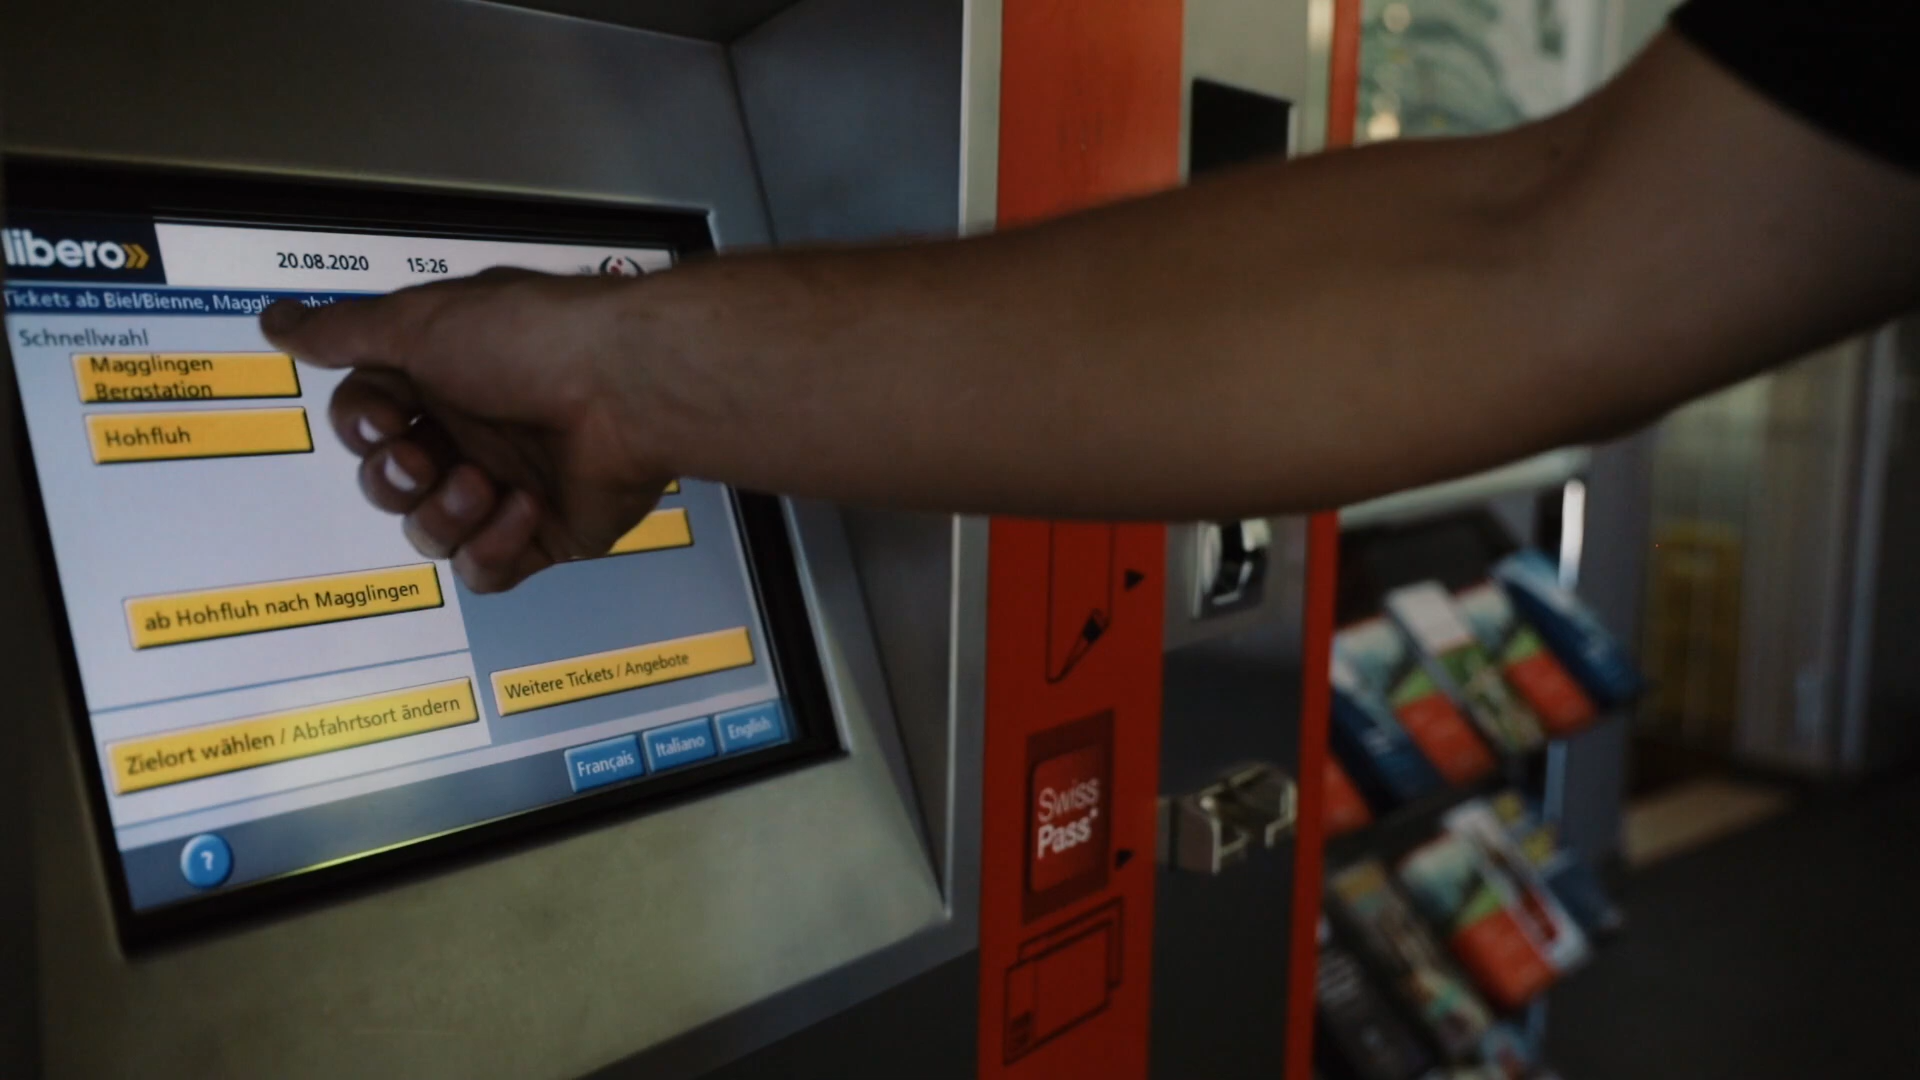 libero»
20.08.2020 15:26
Tickets ab Biel/Bienne,
Schnellwahl
Magglingen
Bergstation
Hohfluh
ab Hohfluh nach Magglingen
Weitere Tickets / Angebote
Zielort wählen / Abfahrtsort ändern
Français
Italiano
English
?
Swiss
Pass